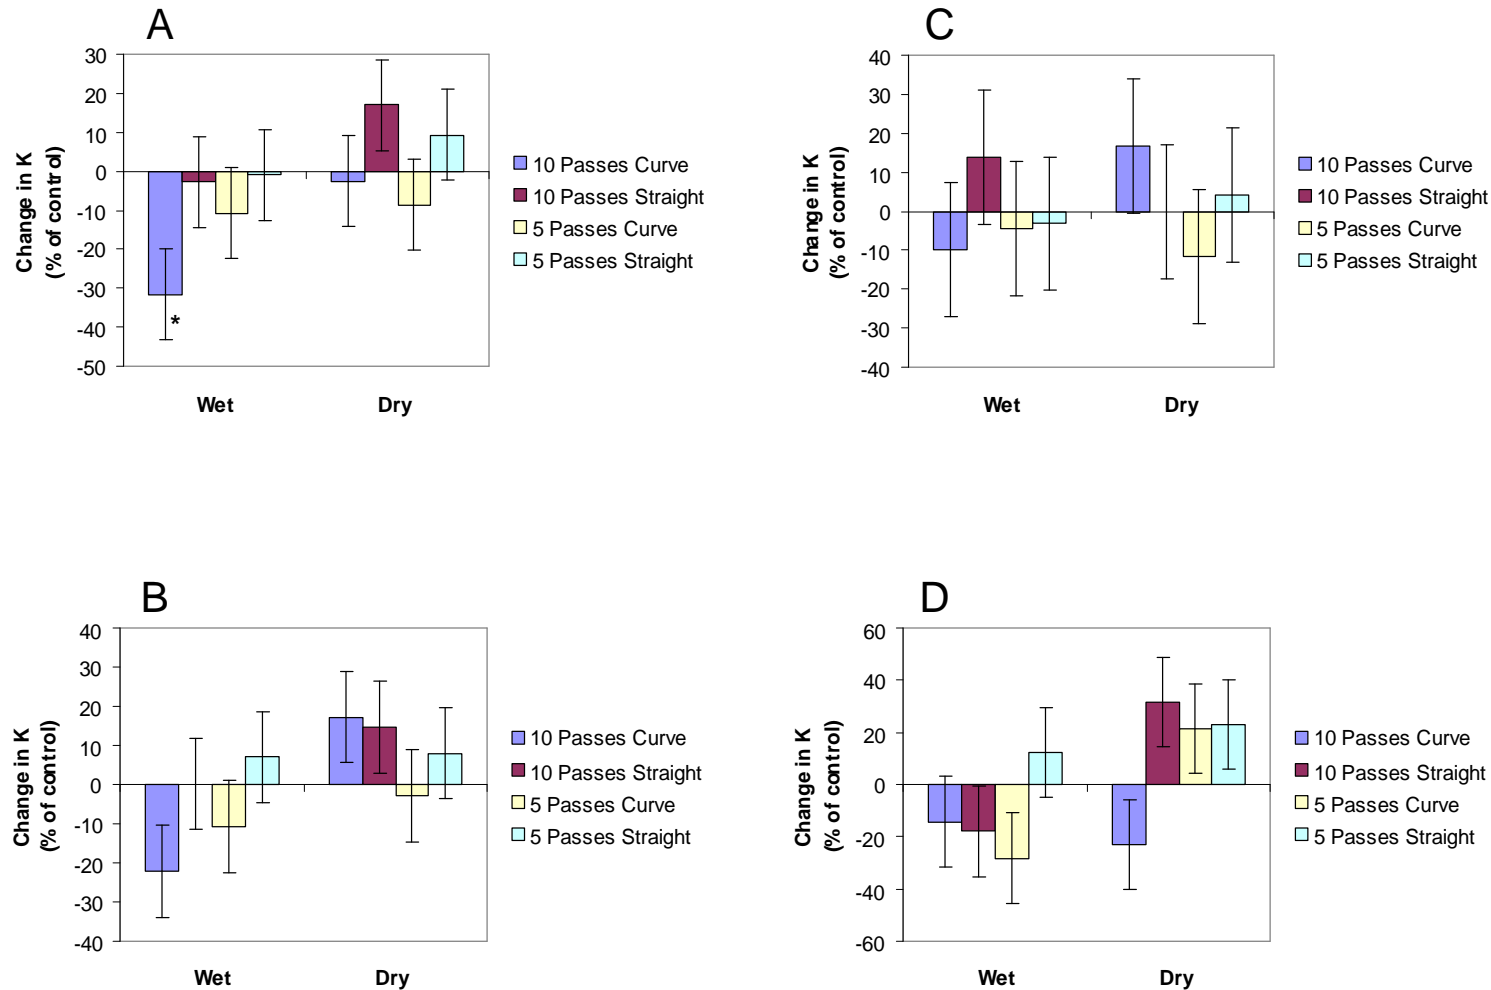 A
30
20
10
0
-10
-20
-30
-40
-50
Change in K
(% of control)
*
Wet Dry
10 Passes Curve
10 Passes Straight
5 Passes Curve
5 Passes Straight
C
40
30
20
10
0
-10
-20
-30
-40
Change in K
(% of control)
Wet Dry
10 Passes Curve
10 Passes Straight
5 Passes Curve
5 Passes Straight
B
40
30
20
10
0
-10
-20
-30
-40
Change in K
(% of control)
Wet Dry
10 Passes Curve
10 Passes Straight
5 Passes Curve
5 Passes Straight
D
60
40
20
0
-20
-40
-60
Change in K
(% of control)
Wet Dry
10 Passes Curve
10 Passes Straight
5 Passes Curve
5 Passes Straight